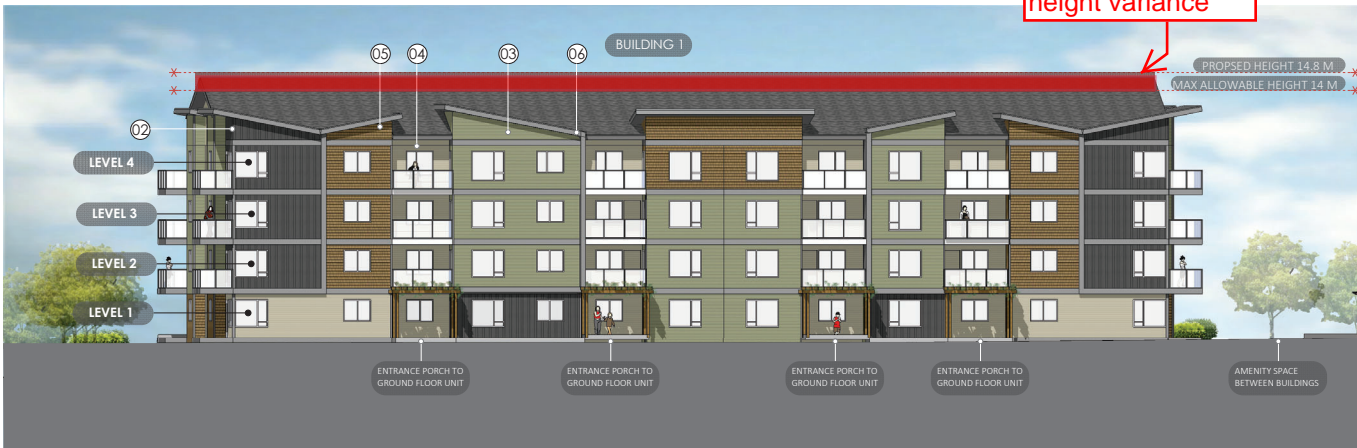 height variance
BUILDING 1
05
04
03
06
PROPSED HEIGHT 14.8 M
MAX ALLOWABLE HEIGHT 14 M
02
LEVEL 4
LEVEL 3
LEVEL 2
LEVEL 1
ENTRANCE PORCH TO
GROUND FLOOR UNIT
ENTRANCE PORCH TO
GROUND FLOOR UNIT
ENTRANCE PORCH TO
GROUND FLOOR UNIT
ENTRANCE PORCH TO
GROUND FLOOR UNIT
AMENITY SPACE
BETWEEN BUILDINGS